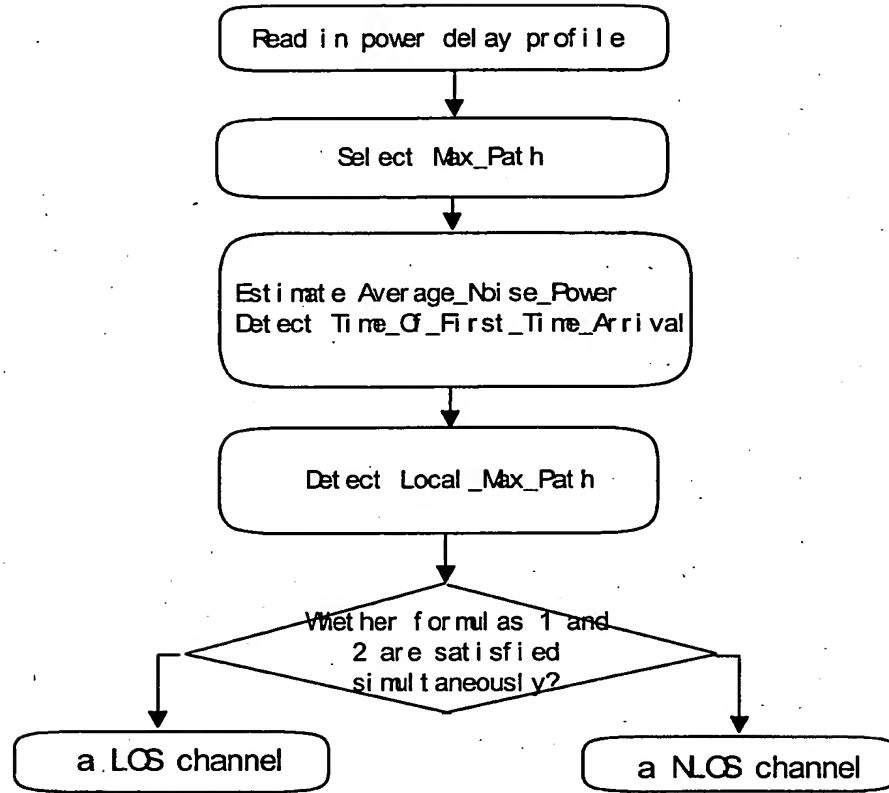 Read in power delay profile
Select Max_Path
Estimate Average_Noise_Power
Detect Time_Of_First_Time_Arrival
Detect Local_Max_Path
Whether formulas 1 and
2 are satisfied
simultaneously?
a LOS channel
a NLOS channel